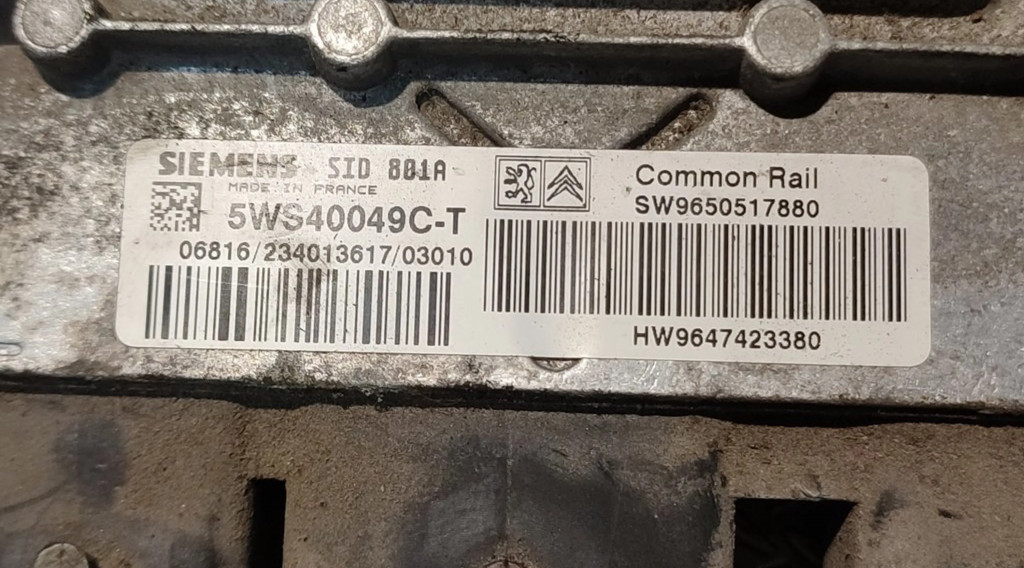 SIEMENS SID 801A
MADE IN FRANCE
5WS40049C-T
06816/234013617/03010
Common Rail
SW9650517880
HW9647423380